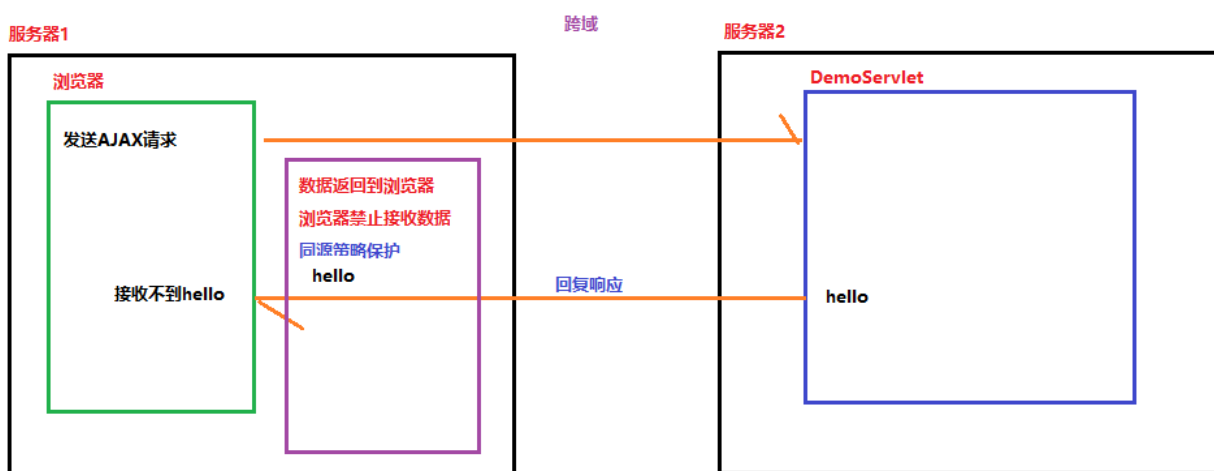 跨域
服务器1
服务器2
浏览器
DemoServlet
发送AJAX请求
数据返回到浏览器
浏览器禁止接收数据
同源策略保护
hello
接收不到hello
回复响应
hello